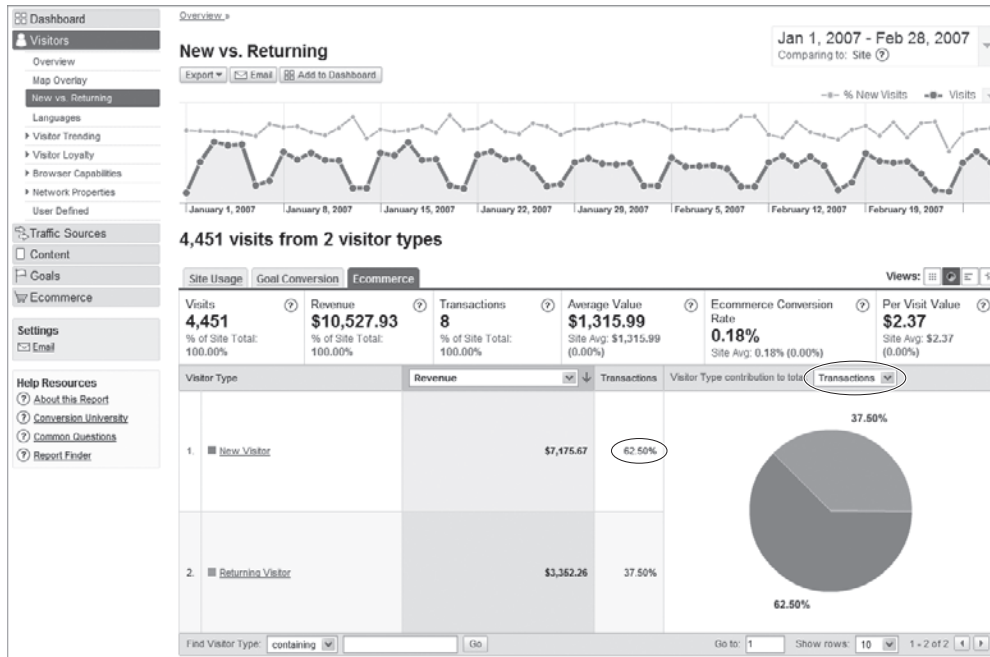 Dashboard
Visitors
Overview
Map Overlay
New vs. Returning
Languages
Visitor Trending
Visitor Loyalty
Browser Capabilities
Network Properties
User Defined
Traffic Sources
Content
Goals
Ecommerce
Settings
Email
Help Resources
About this Report
Conversion University
Common Questions
Report Finder
Overview »
New vs. Returning
Export Email Add to Dashboard
Jan 1, 2007 - Feb 28, 2007
Comparing to: Site
% New Visits Visits
January 1, 2007 January 8, 2007 January 15, 2007 January 22, 2007 January 29, 2007 February 5, 2007 February 12, 2007 February 19, 2007
4,451 visits from 2 visitor types
Site Usage Goal Conversion Ecommerce
Views:
Visits
4,451
% of Site Total:
100.00%
Revenue
$10,527.93
% of Site Total:
100.00%
Transactions
8
% of Site Total:
100.00%
Average Value
$1,315.99
Site Avg: $1,315.99
(0.00%)
Ecommerce Conversion
Rate
0.18%
Site Avg: 0.18% (0.00%)
Per Visit Value
$2.37
Site Avg: $2.37
(0.00%)
Visitor Type Revenue Transactions Visitor Type contribution to total: Transactions
1. New Visitor $7,175.67 62.50%
2. Returning Visitor $3,352.26 37.50%
37.50%
62.50%
Find Visitor Type: containing Go Go to: 1 Show rows: 10 1 - 2 of 2